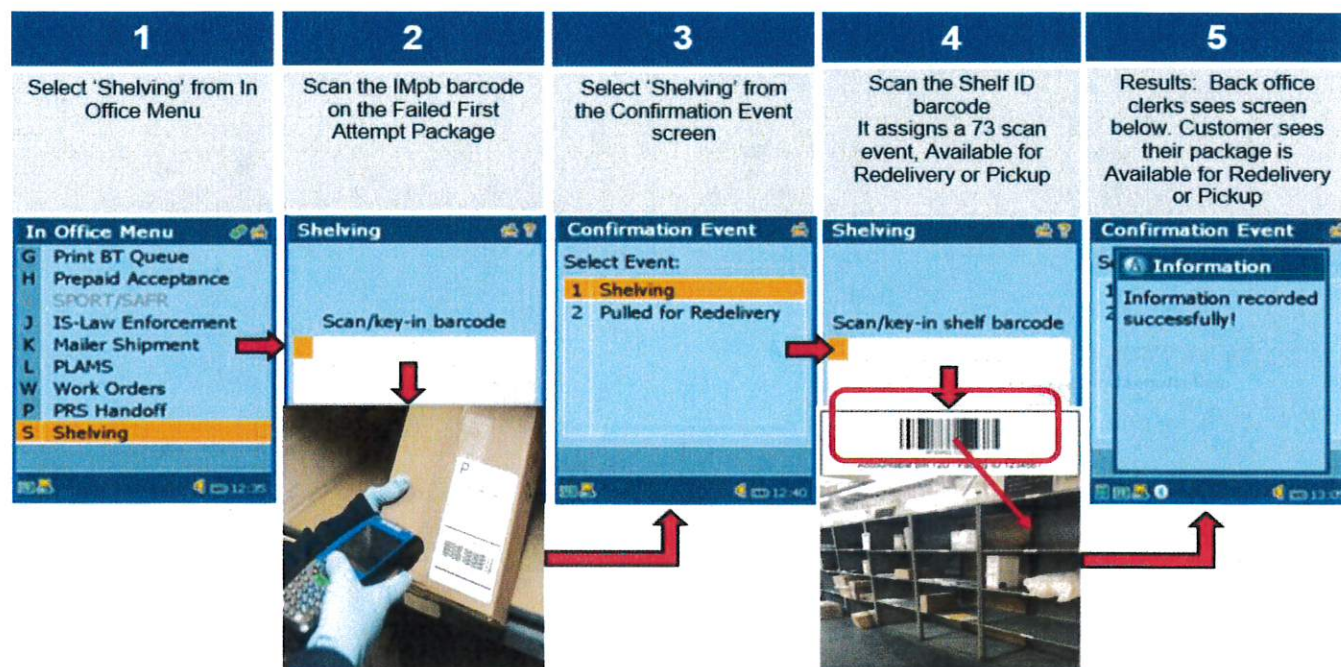 1
Select 'Shelving' from In
Office Menu
In Office Menu
G Print BT Queue
H Prepaid Acceptance
SPORT/SAFR
J IS-Law Enforcement
K Mailer Shipment
L PLAMS
W Work Orders
P PRS Handoff
S Shelving
12:35
2
Scan the IMpb barcode
on the Failed First
Attempt Package
Shelving
Scan/key-in barcode
P
3
Select 'Shelving' from
the Confirmation Event
screen
Confirmation Event
Select Event:
1 Shelving
2 Pulled for Redelivery
12:40
4
Scan the Shelf ID
barcode
It assigns a 73 scan
event, Available for
Redelivery or Pickup
Shelving
Scan/key-in shelf barcode
5
Results: Back office
clerks sees screen
below. Customer sees
their package is
Available for Redelivery
or Pickup
Confirmation Event
Information
Information recorded
successfully!